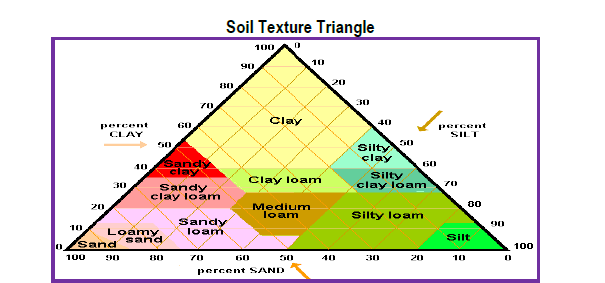 Soil Texture Triangle
100 0
90 10
80 20
70 30
percent
CLAY
60 Clay 40
percent
SILT
50 50
Silty
clay
40 Sandy
clay 60
30 Clay loam Silty
clay loam 70
Sandy
clay loam
20 Medium
loam Silty loam 80
10 Loamy
sand Sandy
loam 90
0 Sand Silt 100
100 90 80 70 60 50 40 30 20 10 0
percent SAND